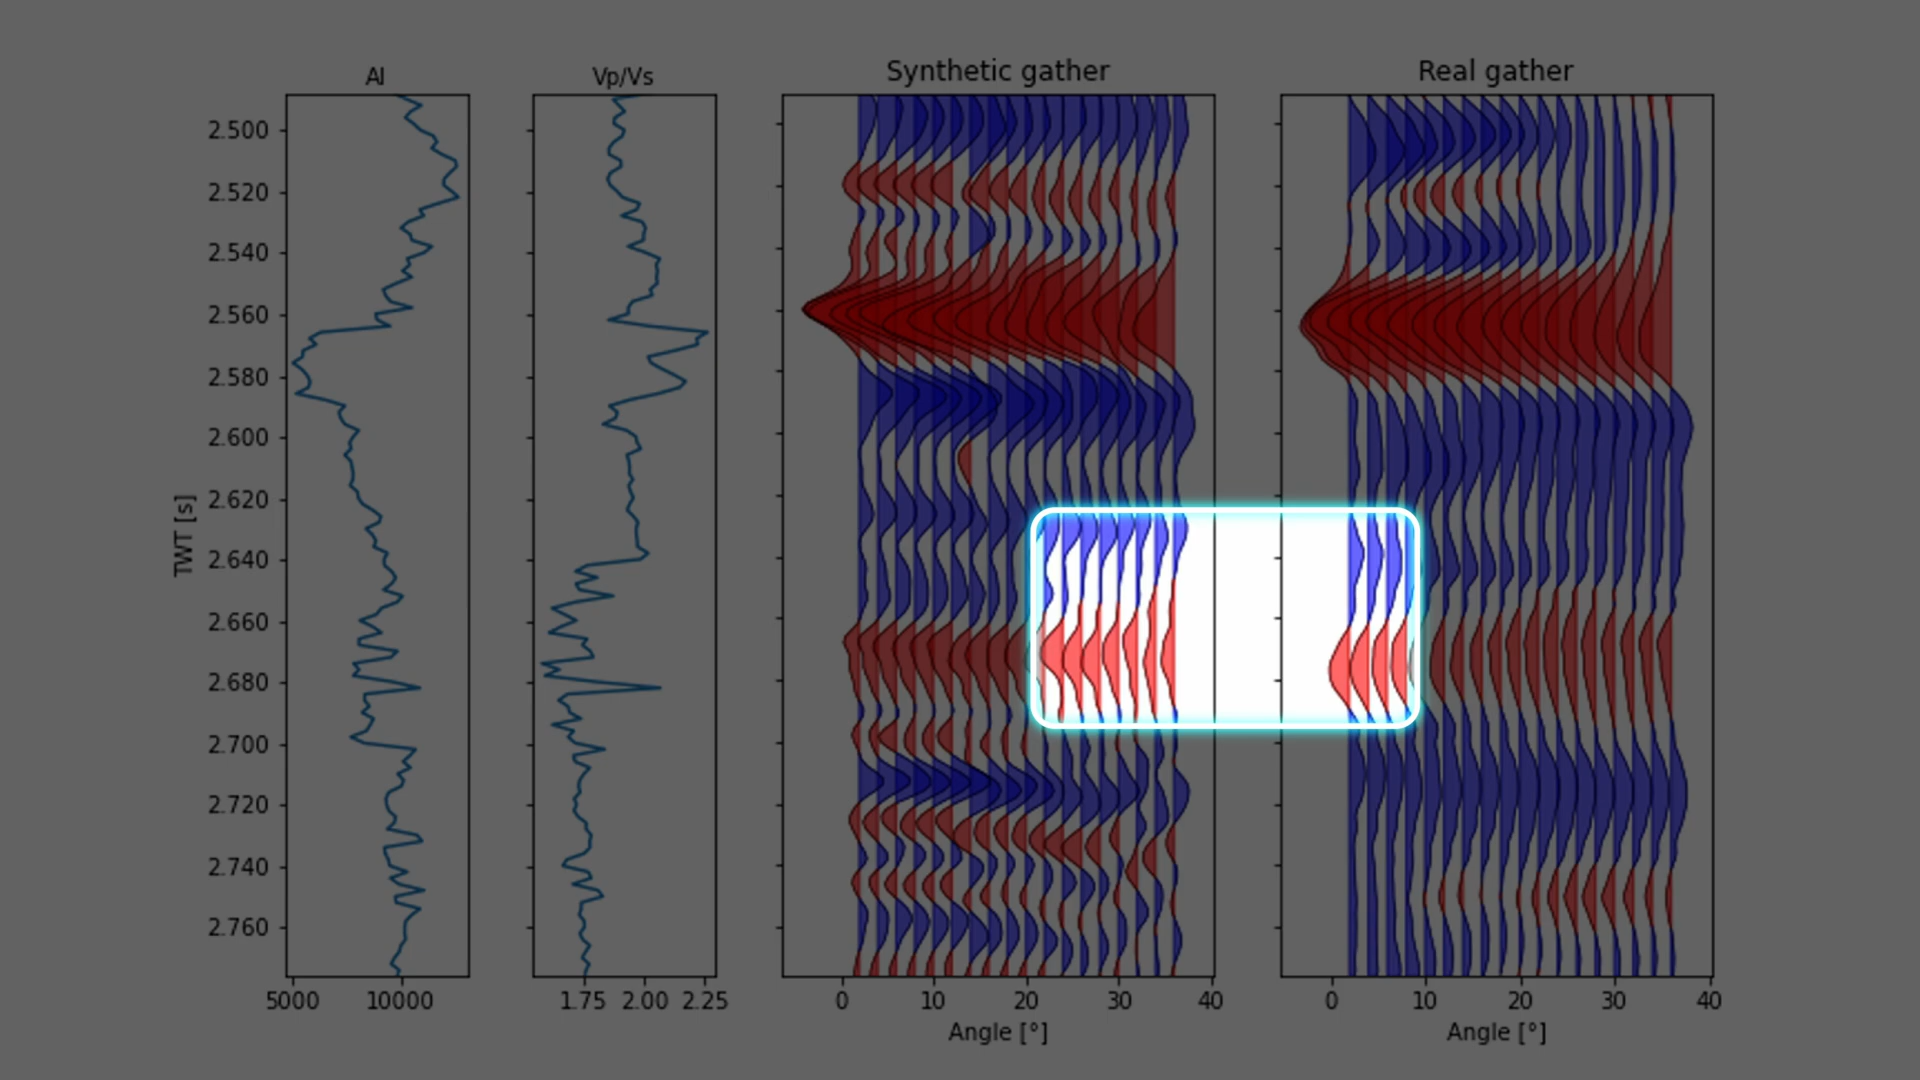 AI
Vp/Vs
Synthetic gather
Real gather
TWT [s]
2.500
2.520
2.540
2.560
2.580
2.600
2.620
2.640
2.660
2.680
2.700
2.720
2.740
2.760
5000 10000
1.75 2.00 2.25
0 10 20 30 40
0 10 20 30 40
Angle [°]
Angle [°]